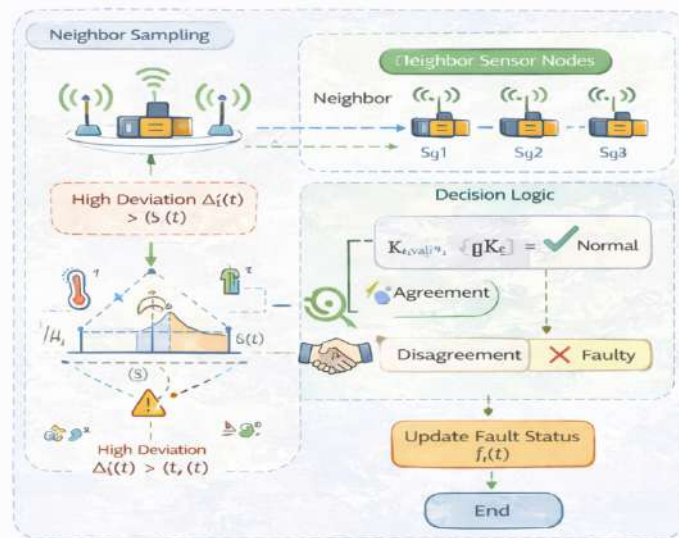 Neighbor Sampling
Neighbor Sensor Nodes
Neighbor
Sg1
Sg2
Sg3
High Deviation Δi(t)
> (S (t)
Decision Logic
= ✓ Normal
Agreement
Disagreement
Faulty
S(t)
(S)
High Deviation
Δi(t) > (t, (t)
Update Fault Status
fi(t)
End